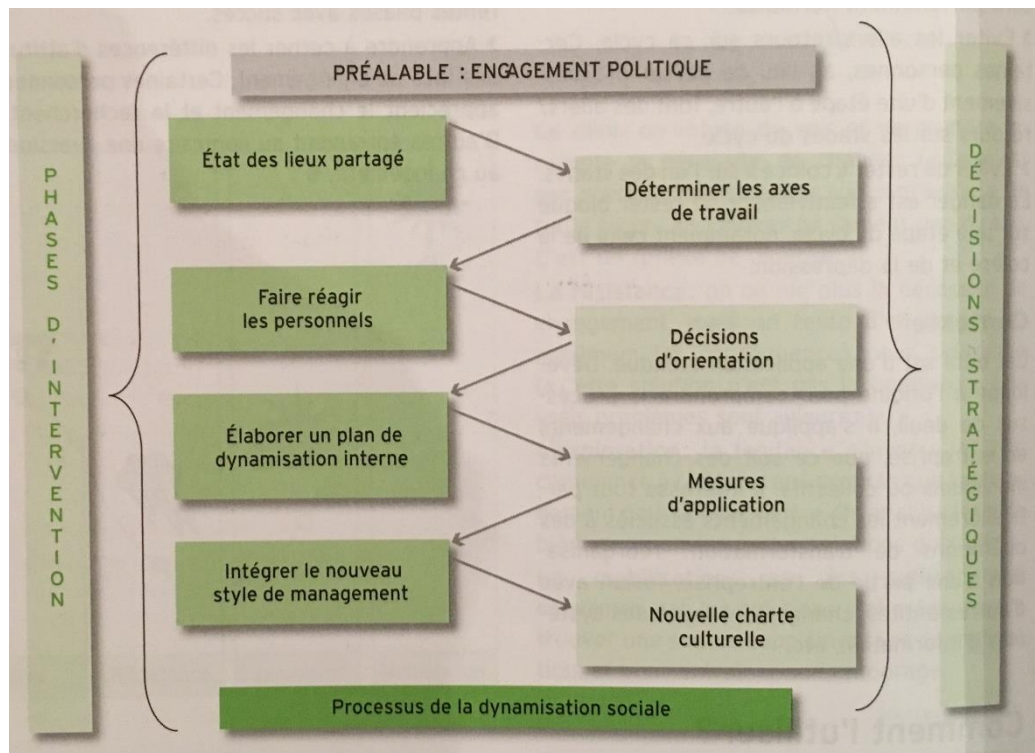 PRÉALABLE : ENGAGEMENT POLITIQUE
PHASES D'INTERVENTION
État des lieux partagé
Déterminer les axes
de travail
Faire réagir
les personnels
Décisions
d'orientation
Élaborer un plan de
dynamisation interne
Mesures
d'application
Intégrer le nouveau
style de management
Nouvelle charte
culturelle
DÉCISIONS STRATÉGIQUES
Processus de la dynamisation sociale